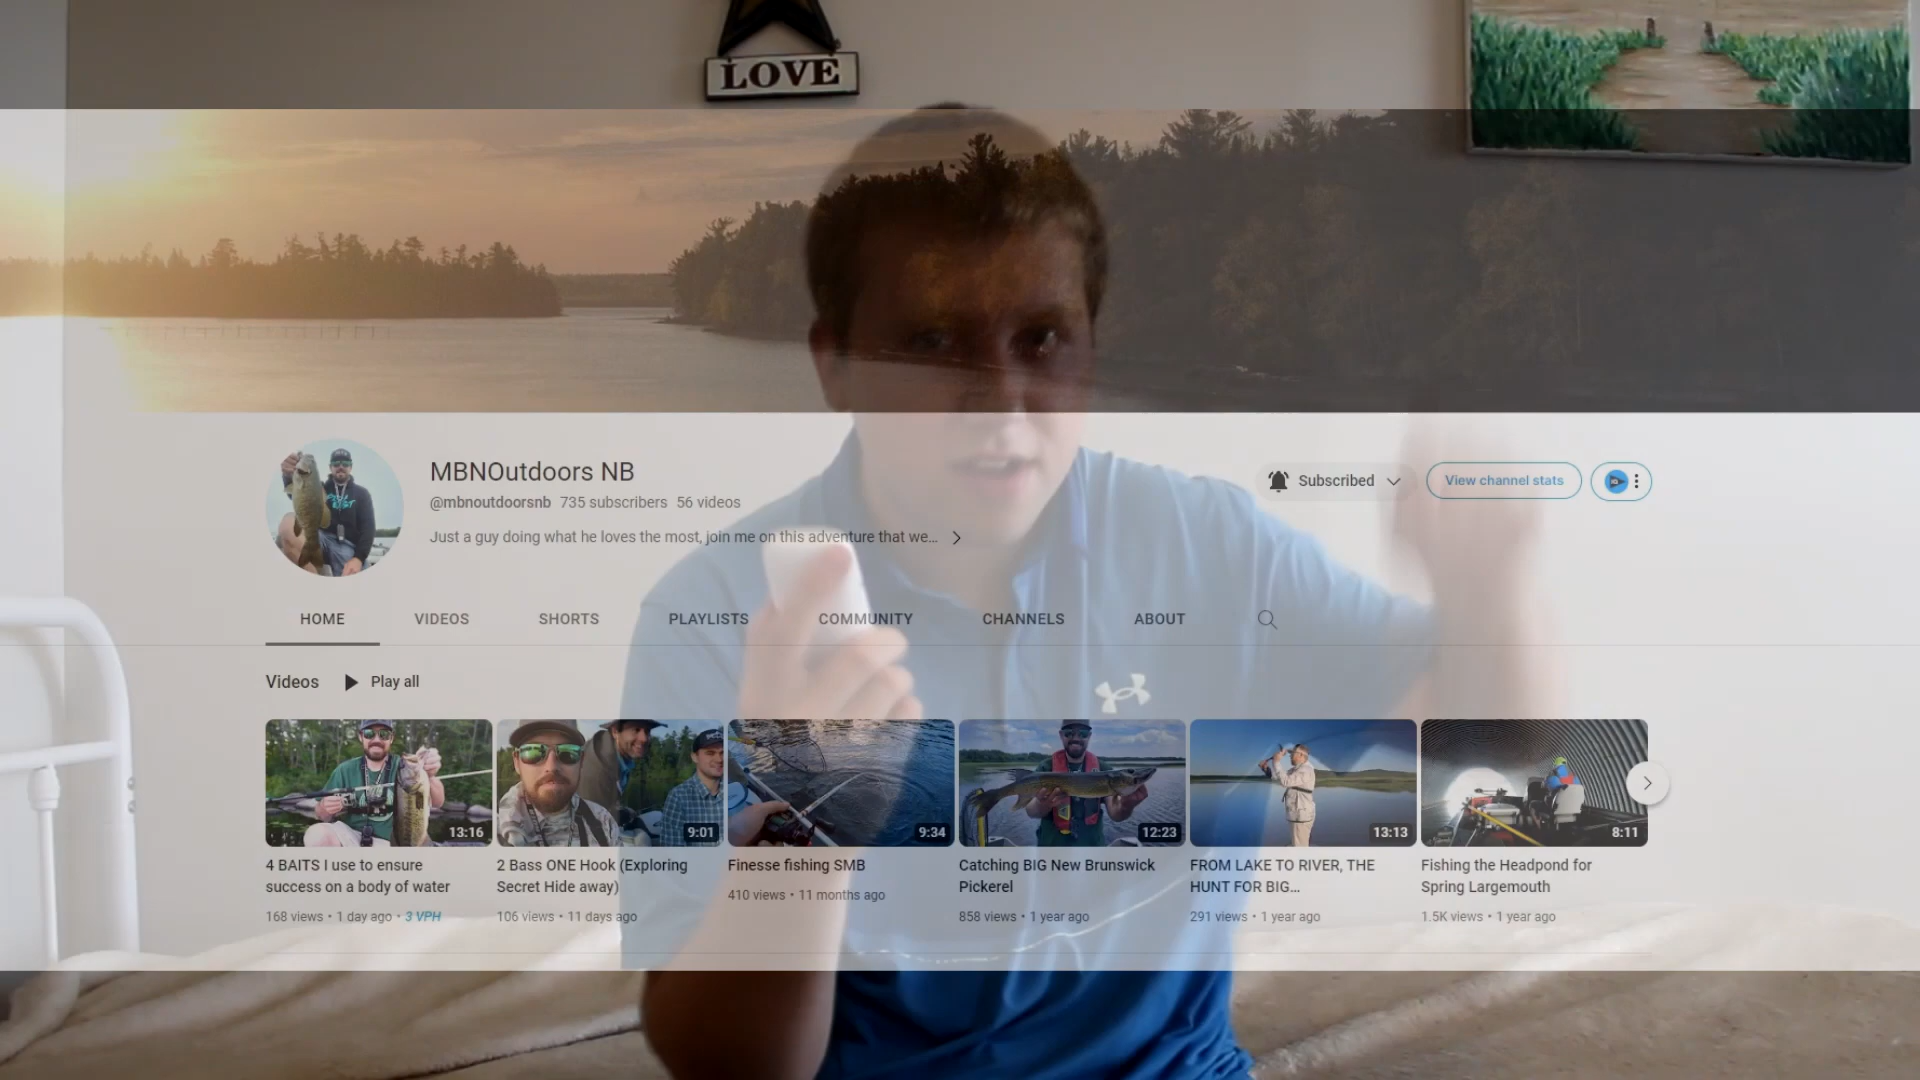 LOVE
MBNOutdoors NB
@mbnoutdoorsnb 735 subscribers 56 videos
Just a guy doing what he loves the most, join me on this adventure that we...
Subscribed
View channel stats
HOME VIDEOS SHORTS PLAYLISTS COMMUNITY CHANNELS ABOUT
Videos Play all
13:16
9:01
9:34
12:23
13:13
8:11
4 BAITS I use to ensure
success on a body of water
168 views • 1 day ago • 3 VPH
2 Bass ONE Hook (Exploring
Secret Hide away)
106 views • 11 days ago
Finesse fishing SMB
410 views • 11 months ago
Catching BIG New Brunswick
Pickerel
858 views • 1 year ago
FROM LAKE TO RIVER, THE
HUNT FOR BIG...
291 views • 1 year ago
Fishing the Headpond for
Spring Largemouth
1.5K views • 1 year ago